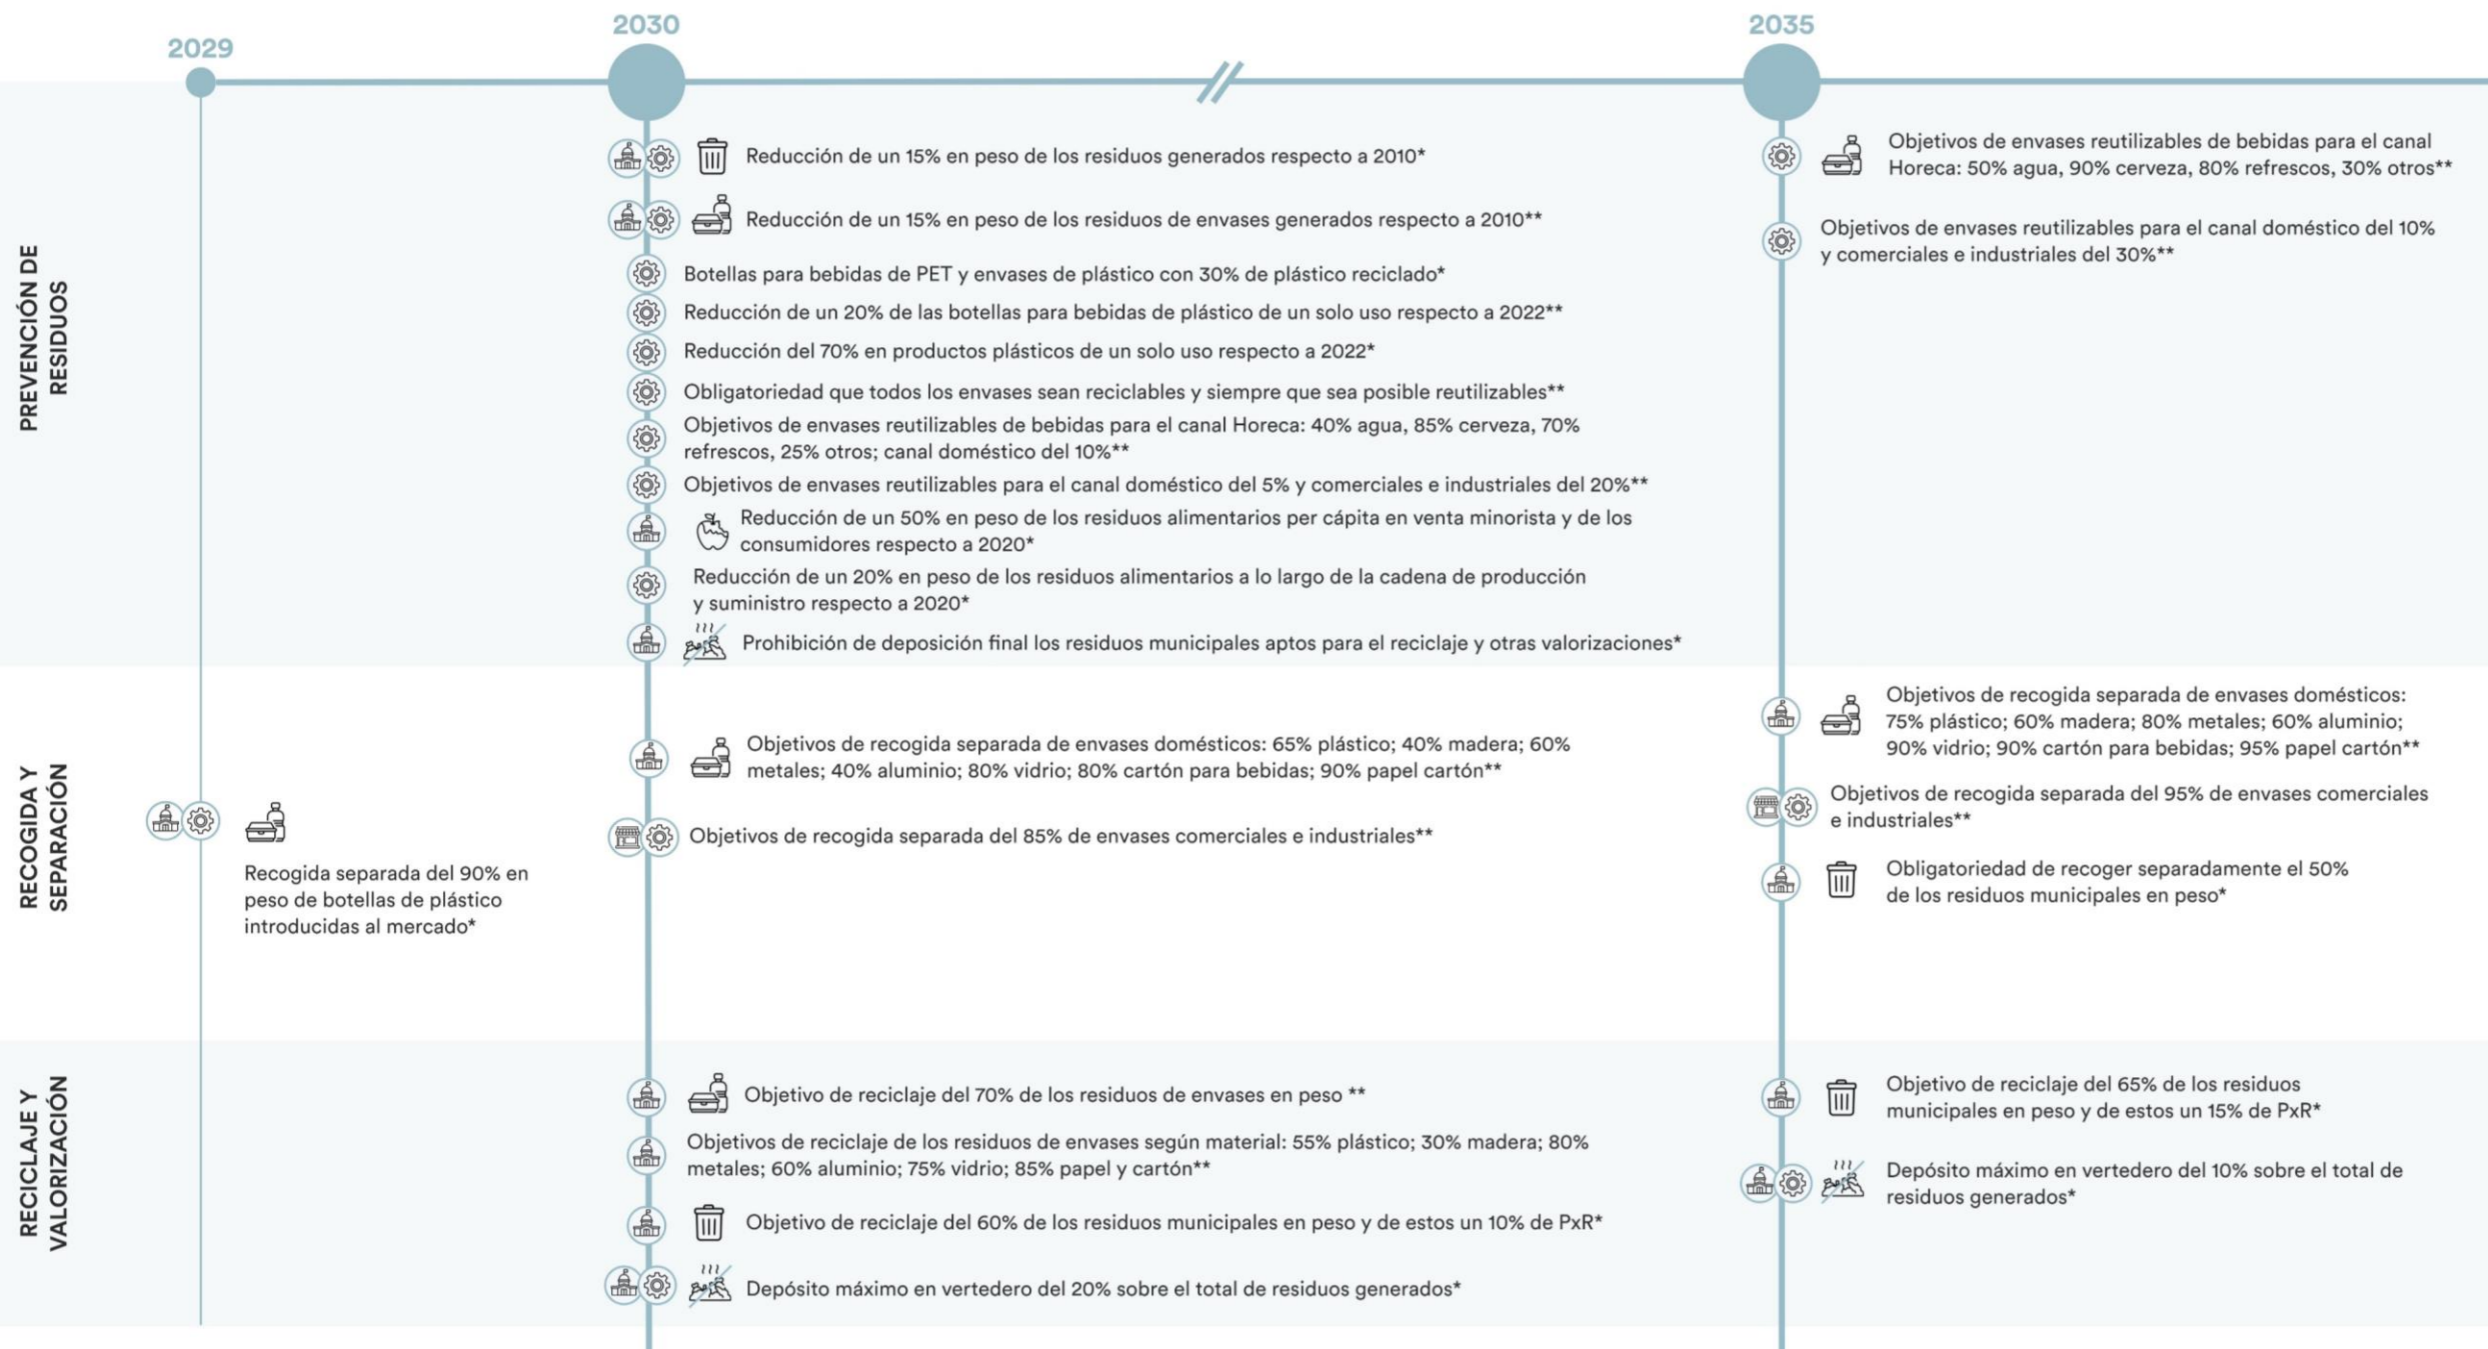 2029
2030
2035
PREVENCIÓN DE
RESIDUOS
Reducción de un 15% en peso de los residuos generados respecto a 2010*
Reducción de un 15% en peso de los residuos de envases generados respecto a 2010**
Botellas para bebidas de PET y envases de plástico con 30% de plástico reciclado*
Reducción de un 20% de las botellas para bebidas de plástico de un solo uso respecto a 2022**
Reducción del 70% en productos plásticos de un solo uso respecto a 2022*
Obligatoriedad que todos los envases sean reciclables y siempre que sea posible reutilizables**
Objetivos de envases reutilizables de bebidas para el canal Horeca: 40% agua, 85% cerveza, 70%
refrescos, 25% otros; canal doméstico del 10%**
Objetivos de envases reutilizables para el canal doméstico del 5% y comerciales e industriales del 20%**
Reducción de un 50% en peso de los residuos alimentarios per cápita en venta minorista y de los
consumidores respecto a 2020*
Reducción de un 20% en peso de los residuos alimentarios a lo largo de la cadena de producción
y suministro respecto a 2020*
Prohibición de deposición final los residuos municipales aptos para el reciclaje y otras valorizaciones*
Objetivos de envases reutilizables de bebidas para el canal
Horeca: 50% agua, 90% cerveza, 80% refrescos, 30% otros**
Objetivos de envases reutilizables para el canal doméstico del 10%
y comerciales e industriales del 30%**
RECOGIDA Y
SEPARACIÓN
Recogida separada del 90% en
peso de botellas de plástico
introducidas al mercado*
Objetivos de recogida separada de envases domésticos: 65% plástico; 40% madera; 60%
metales; 40% aluminio; 80% vidrio; 80% cartón para bebidas; 90% papel cartón**
Objetivos de recogida separada del 85% de envases comerciales e industriales**
Objetivos de recogida separada de envases domésticos:
75% plástico; 60% madera; 80% metales; 60% aluminio;
90% vidrio; 90% cartón para bebidas; 95% papel cartón**
Objetivos de recogida separada del 95% de envases comerciales
e industriales**
Obligatoriedad de recoger separadamente el 50%
de los residuos municipales en peso*
RECICLAJE Y
VALORIZACIÓN
Objetivo de reciclaje del 70% de los residuos de envases en peso **
Objetivos de reciclaje de los residuos de envases según material: 55% plástico; 30% madera; 80%
metales; 60% aluminio; 75% vidrio; 85% papel y cartón**
Objetivo de reciclaje del 60% de los residuos municipales en peso y de estos un 10% de PxR*
Depósito máximo en vertedero del 20% sobre el total de residuos generados*
Objetivo de reciclaje del 65% de los residuos
municipales en peso y de estos un 15% de PxR*
Depósito máximo en vertedero del 10% sobre el total de
residuos generados*